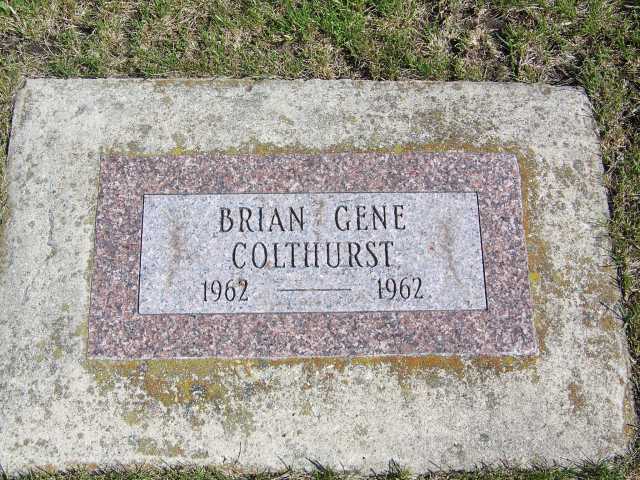 BRIAN GENE
COLTHURST
1962 — 1962